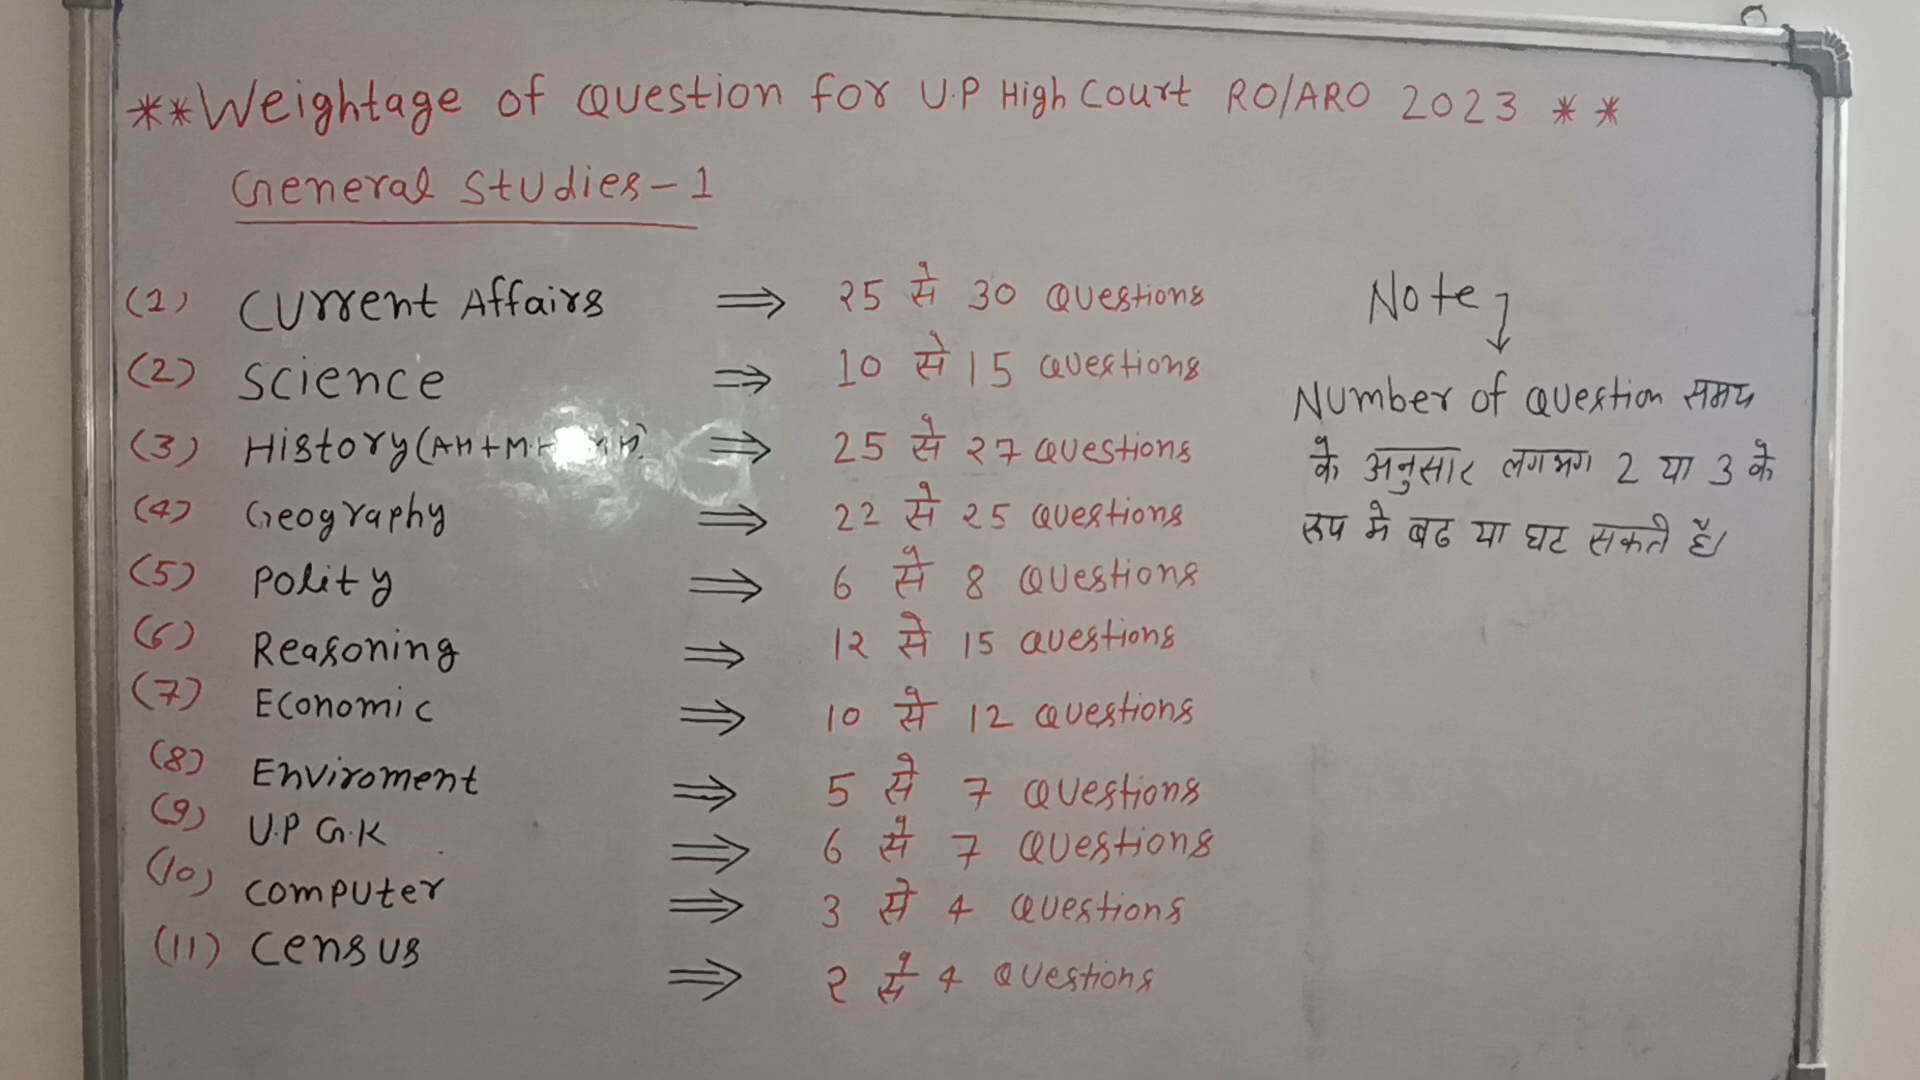 **Weightage of Question for U.P High Court RO/ARO 2023 **
General Studies-1
(1) Current Affairs ⇒ 25 से 30 Questions
(2) Science ⇒ 10 से 15 Questions
(3) History (AH+M.H ⇒ 25 से 27 Questions
(4) Geography ⇒ 22 से 25 Questions
(5) Polity ⇒ 6 से 8 Questions
(6) Reasoning ⇒ 12 से 15 Questions
(7) Economic ⇒ 10 से 12 Questions
(8) Enviroment ⇒ 5 से 7 Questions
(9) U.P G.K ⇒ 6 से 7 Questions
(10) Computer ⇒ 3 से 4 Questions
(11) Census ⇒ 2 से 4 Questions
Note
Number of Question समय
के अनुसार लगभग 2 या 3 के
रूप मे बढ या घट सकते है।